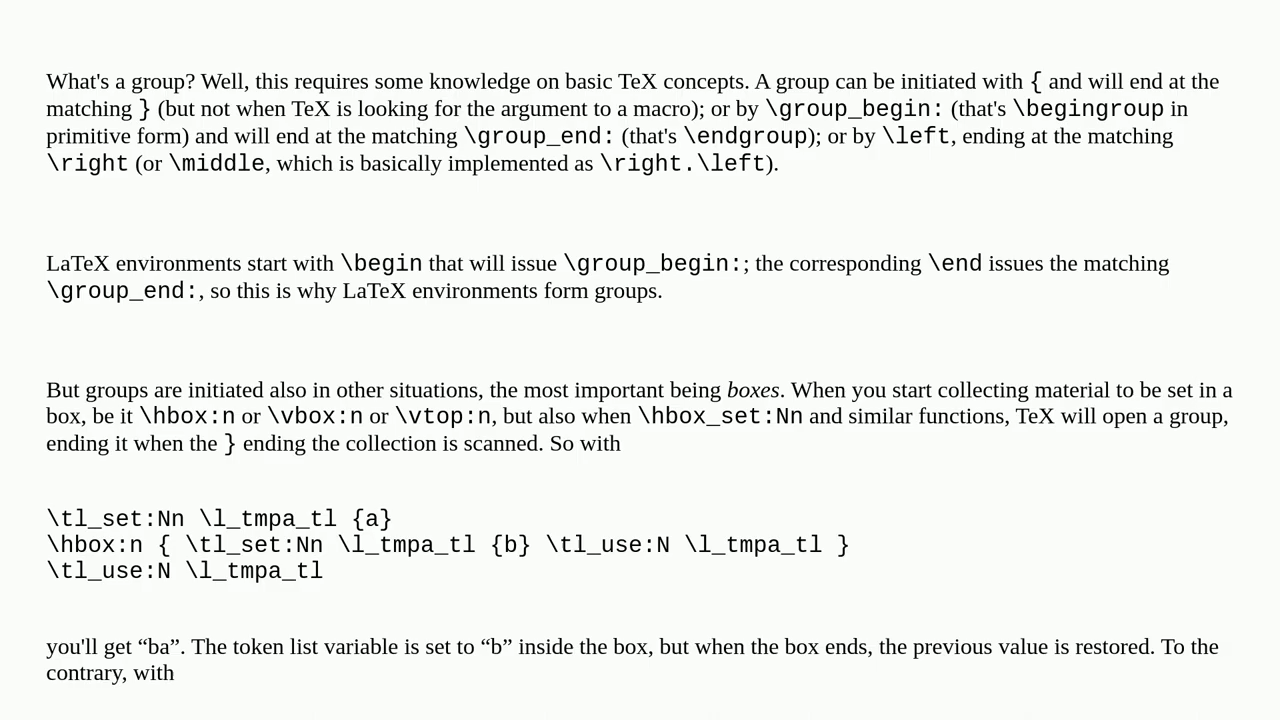 What's a group? Well, this requires some knowledge on basic TeX concepts. A group can be initiated with { and will end at the
matching } (but not when TeX is looking for the argument to a macro); or by \group_begin: (that's \begingroup in
primitive form) and will end at the matching \group_end: (that's \endgroup); or by \left, ending at the matching
\right (or \middle, which is basically implemented as \right.\left).
LaTeX environments start with \begin that will issue \group_begin:; the corresponding \end issues the matching
\group_end:, so this is why LaTeX environments form groups.
But groups are initiated also in other situations, the most important being boxes. When you start collecting material to be set in a
box, be it \hbox:n or \vbox:n or \vtop:n, but also when \hbox_set:Nn and similar functions, TeX will open a group,
ending it when the } ending the collection is scanned. So with
\tl_set:Nn \l_tmpa_tl {a}
\hbox:n { \tl_set:Nn \l_tmpa_tl {b} \tl_use:N \l_tmpa_tl }
\tl_use:N \l_tmpa_tl
you'll get “ba”. The token list variable is set to “b” inside the box, but when the box ends, the previous value is restored. To the
contrary, with